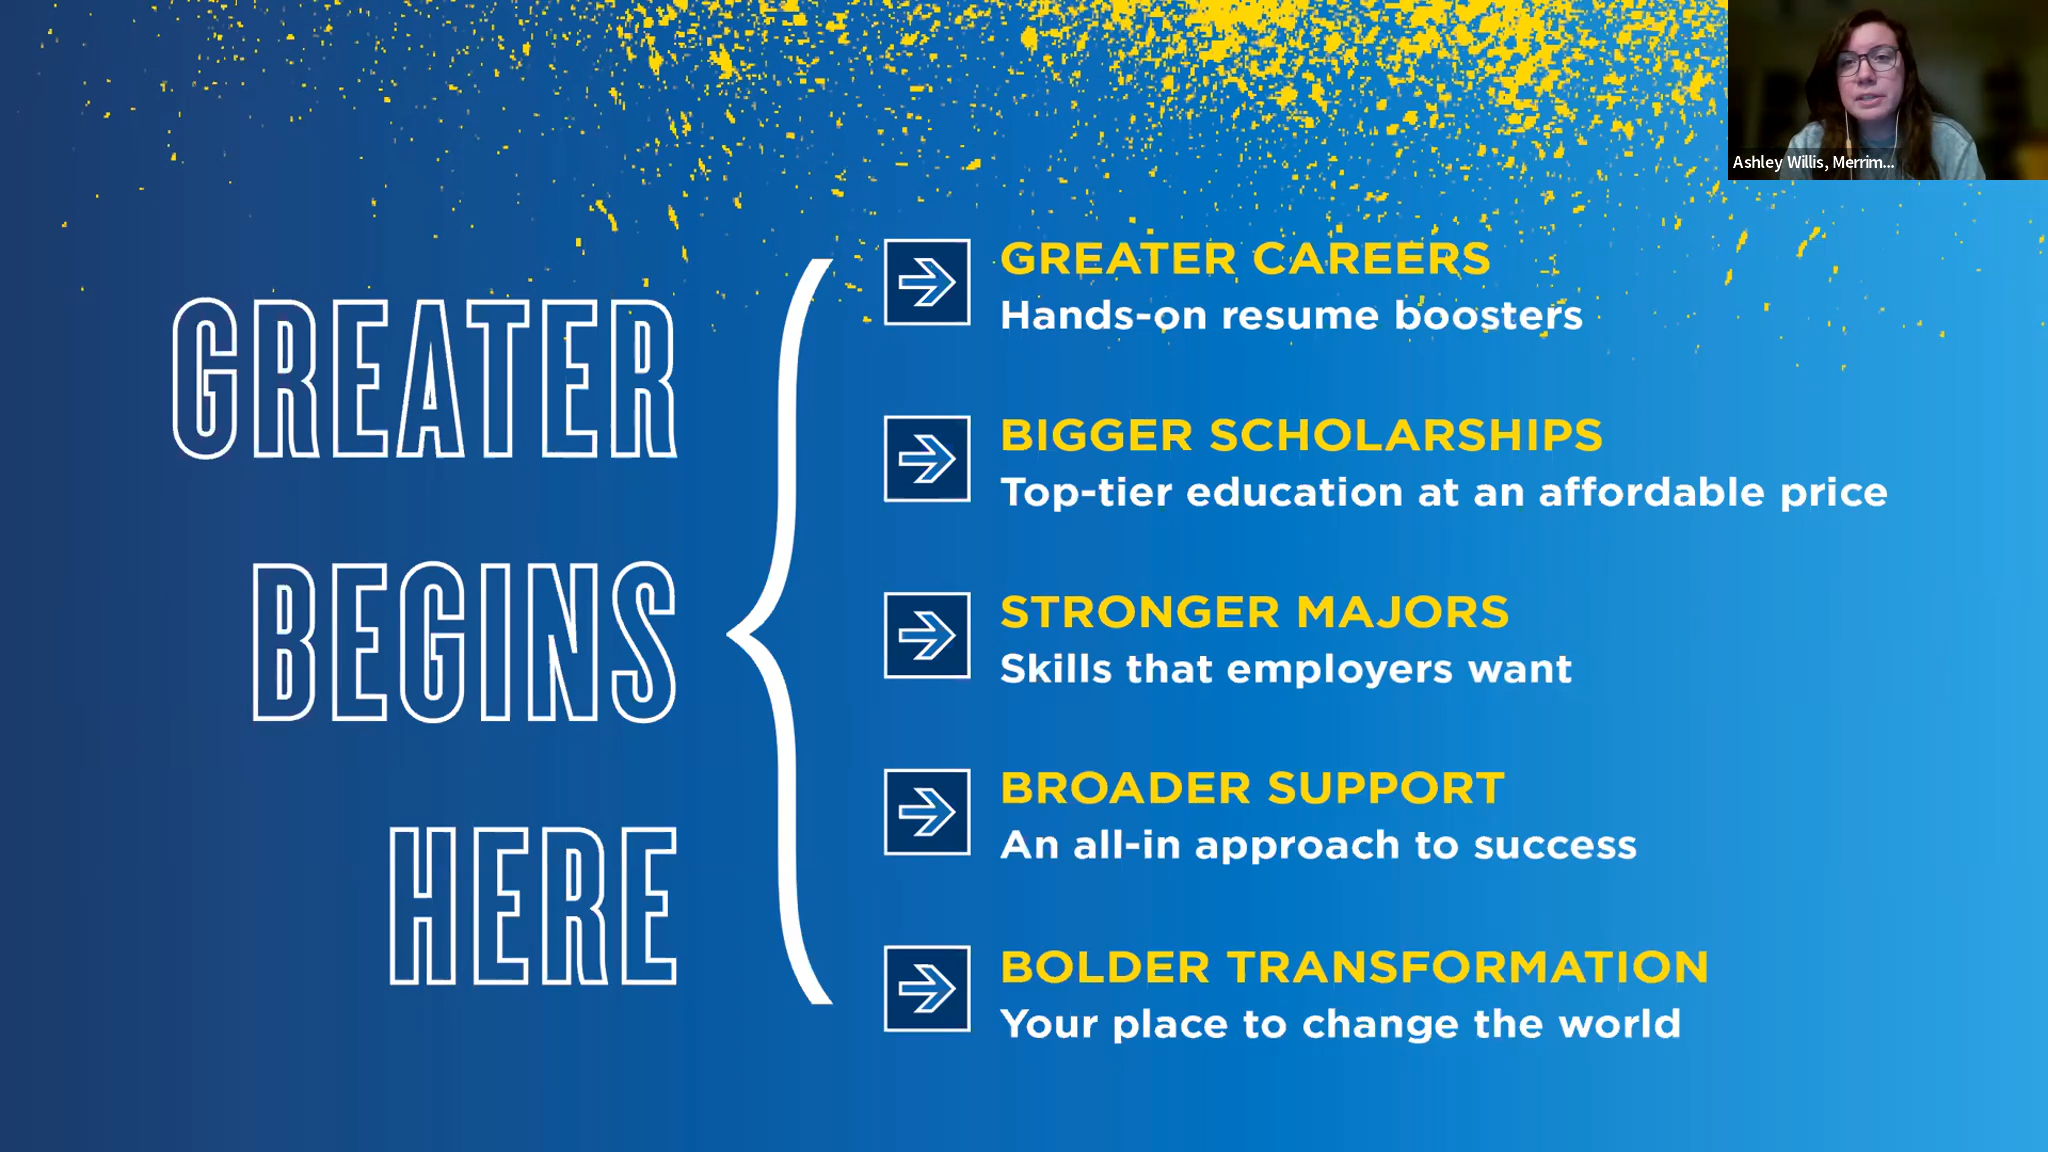 Ashley Willis, Merrim...
GREATER
BEGINS
HERE
GREATER CAREERS
Hands-on resume boosters
BIGGER SCHOLARSHIPS
Top-tier education at an affordable price
STRONGER MAJORS
Skills that employers want
BROADER SUPPORT
An all-in approach to success
BOLDER TRANSFORMATION
Your place to change the world